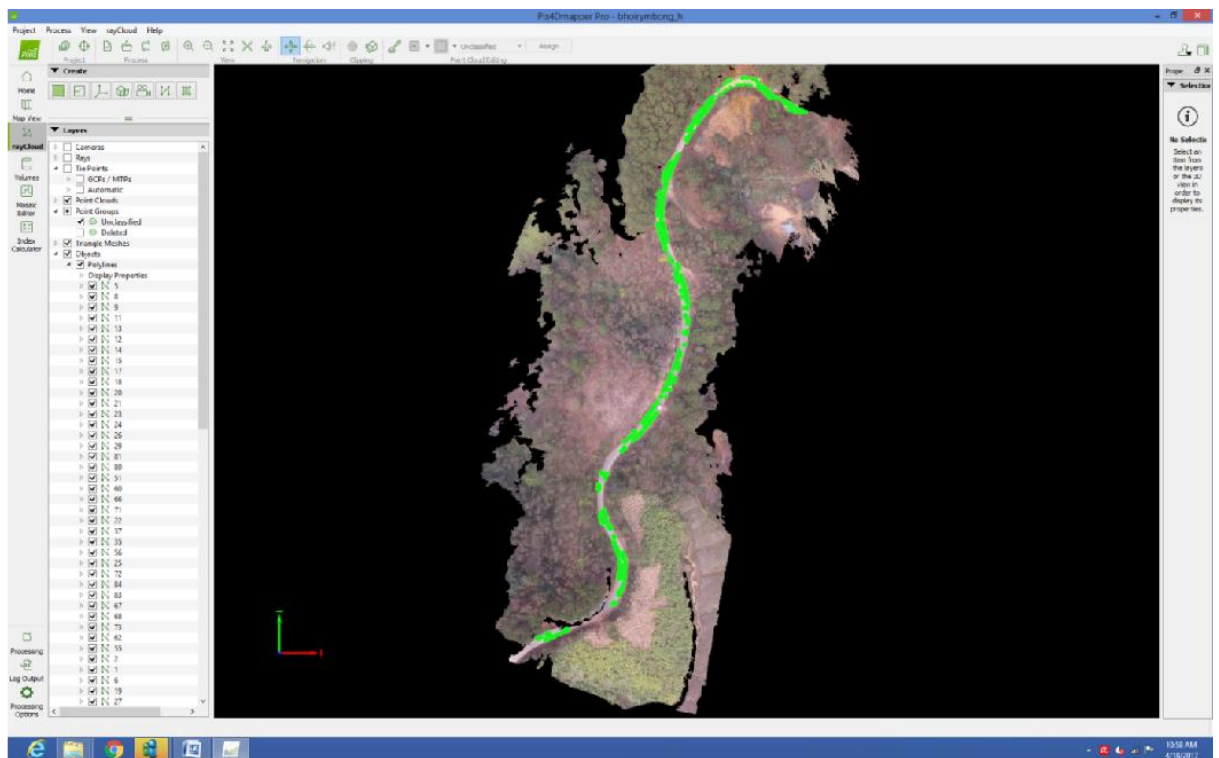 Pix4Dmapper Pro - bhoirymbong_h
Project Process View rayCloud Help
Project Process View Navigation Clipping Point Cloud Editing
Unclassified Assign
Home
Map View
rayCloud
Volumes
Mosaic Editor
Index Calculator
Processing
Log Output
Processing Options
Create
Layers
Cameras
Rays
Tie Points
GCPs / MTPs
Automatic
Point Clouds
Point Groups
Unclassified
Deleted
Triangle Meshes
Objects
Polylines
Display Properties
5
8
9
11
13
12
14
15
17
18
20
21
23
24
26
29
81
80
51
60
66
71
22
37
35
56
25
72
84
83
67
68
73
62
55
2
1
6
19
27
Prope
Selection
No Selectio
Select an
item from
the layers
or the 3D
view in
order to
display its
properties.
10:58 AM
4/18/2017